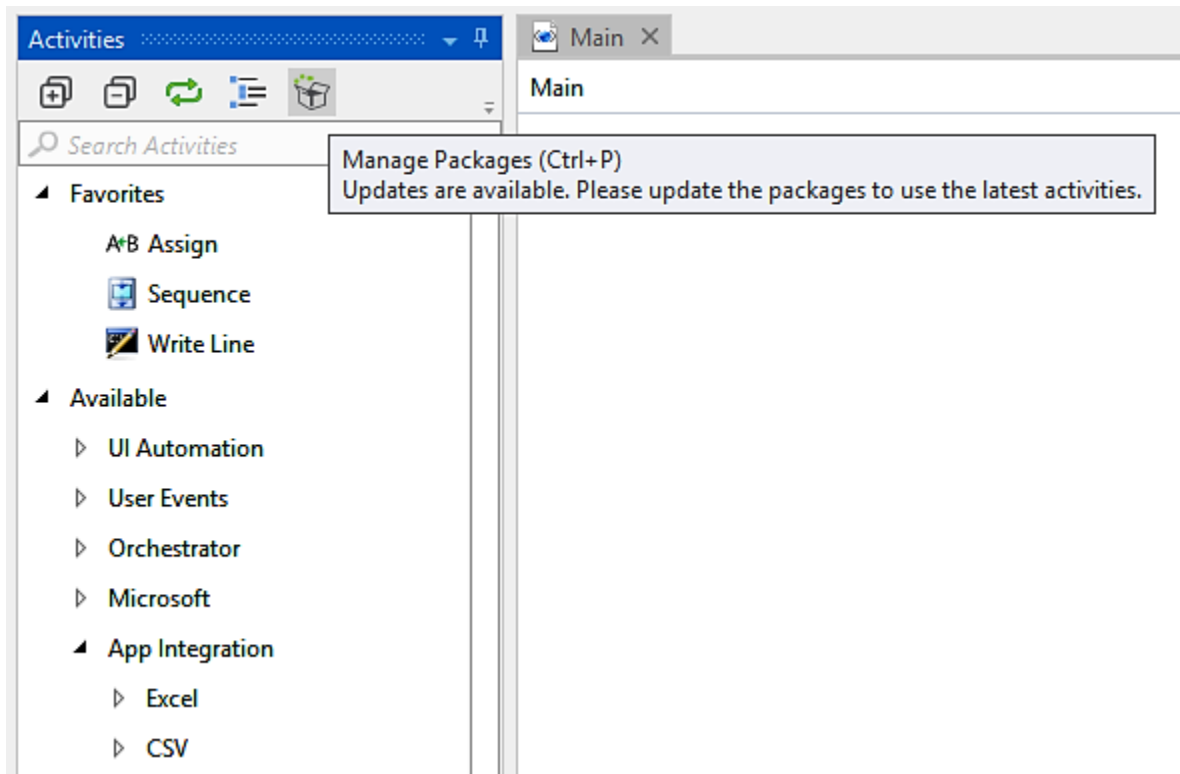 Activities
Main
Main
Search Activities
Manage Packages (Ctrl+P)
Updates are available. Please update the packages to use the latest activities.
Favorites
A B Assign
Sequence
Write Line
Available
UI Automation
User Events
Orchestrator
Microsoft
App Integration
Excel
CSV